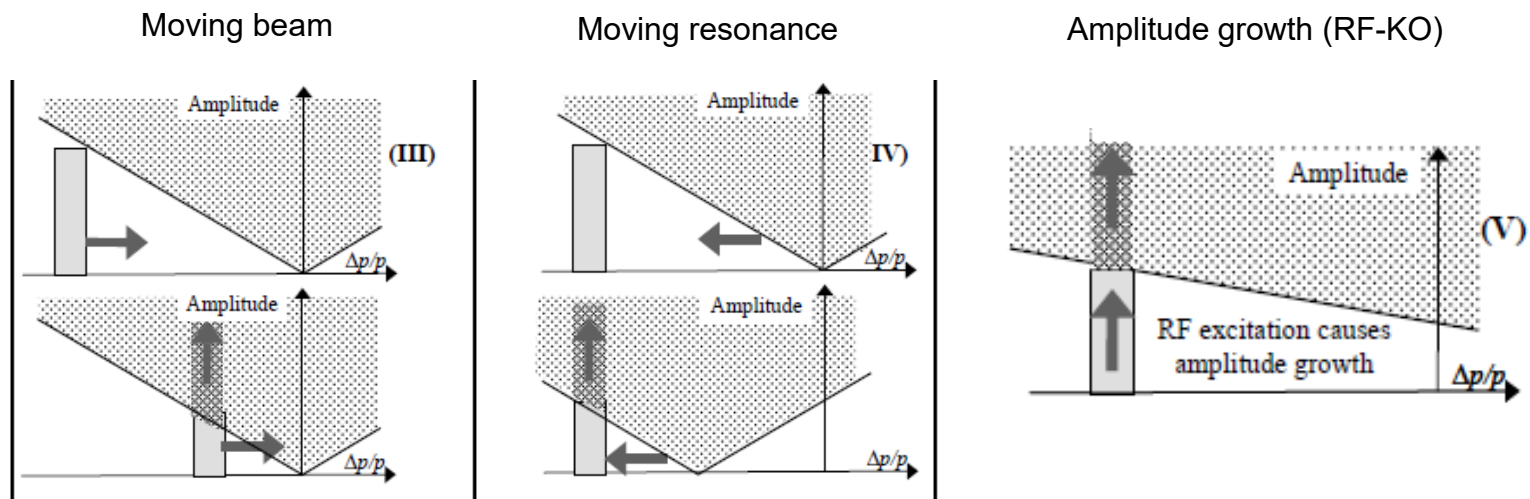 Moving beam
Moving resonance
Amplitude growth (RF-KO)
Amplitude
(III)
Δp/p
Amplitude
Δp/p
Amplitude
IV)
Δp/p
Amplitude
Δp/p
Amplitude
(V)
RF excitation causes
amplitude growth
Δp/p